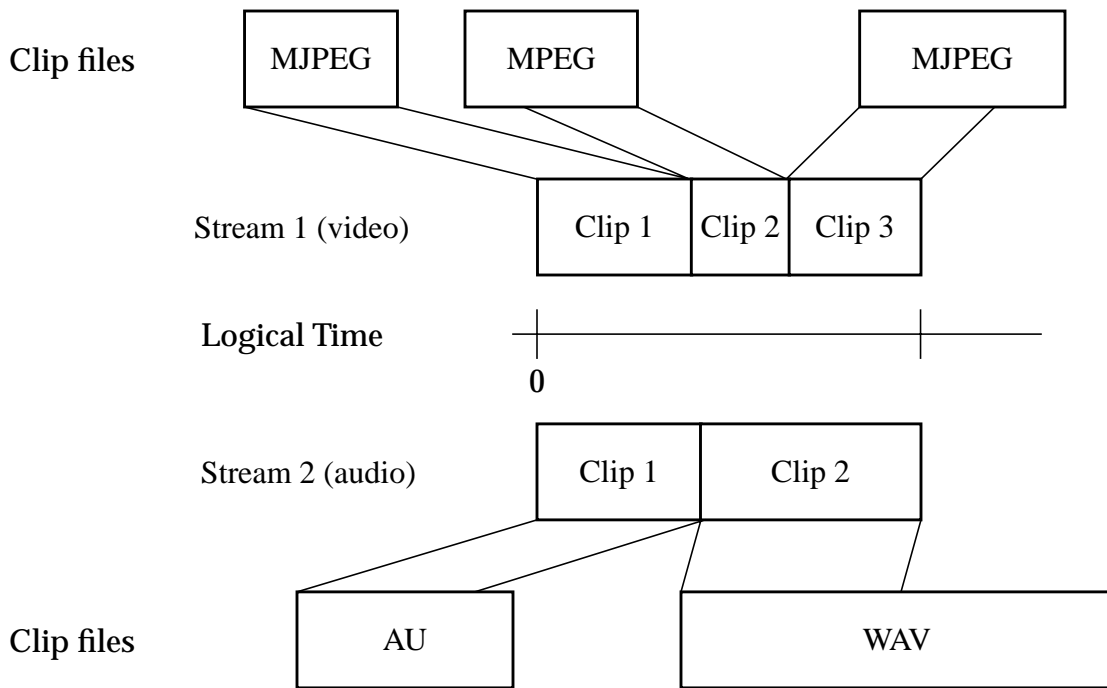 Clip files
MJPEG
MPEG
MJPEG
Stream 1 (video)
Clip 1
Clip 2
Clip 3
Logical Time
0
Stream 2 (audio)
Clip 1
Clip 2
Clip files
AU
WAV